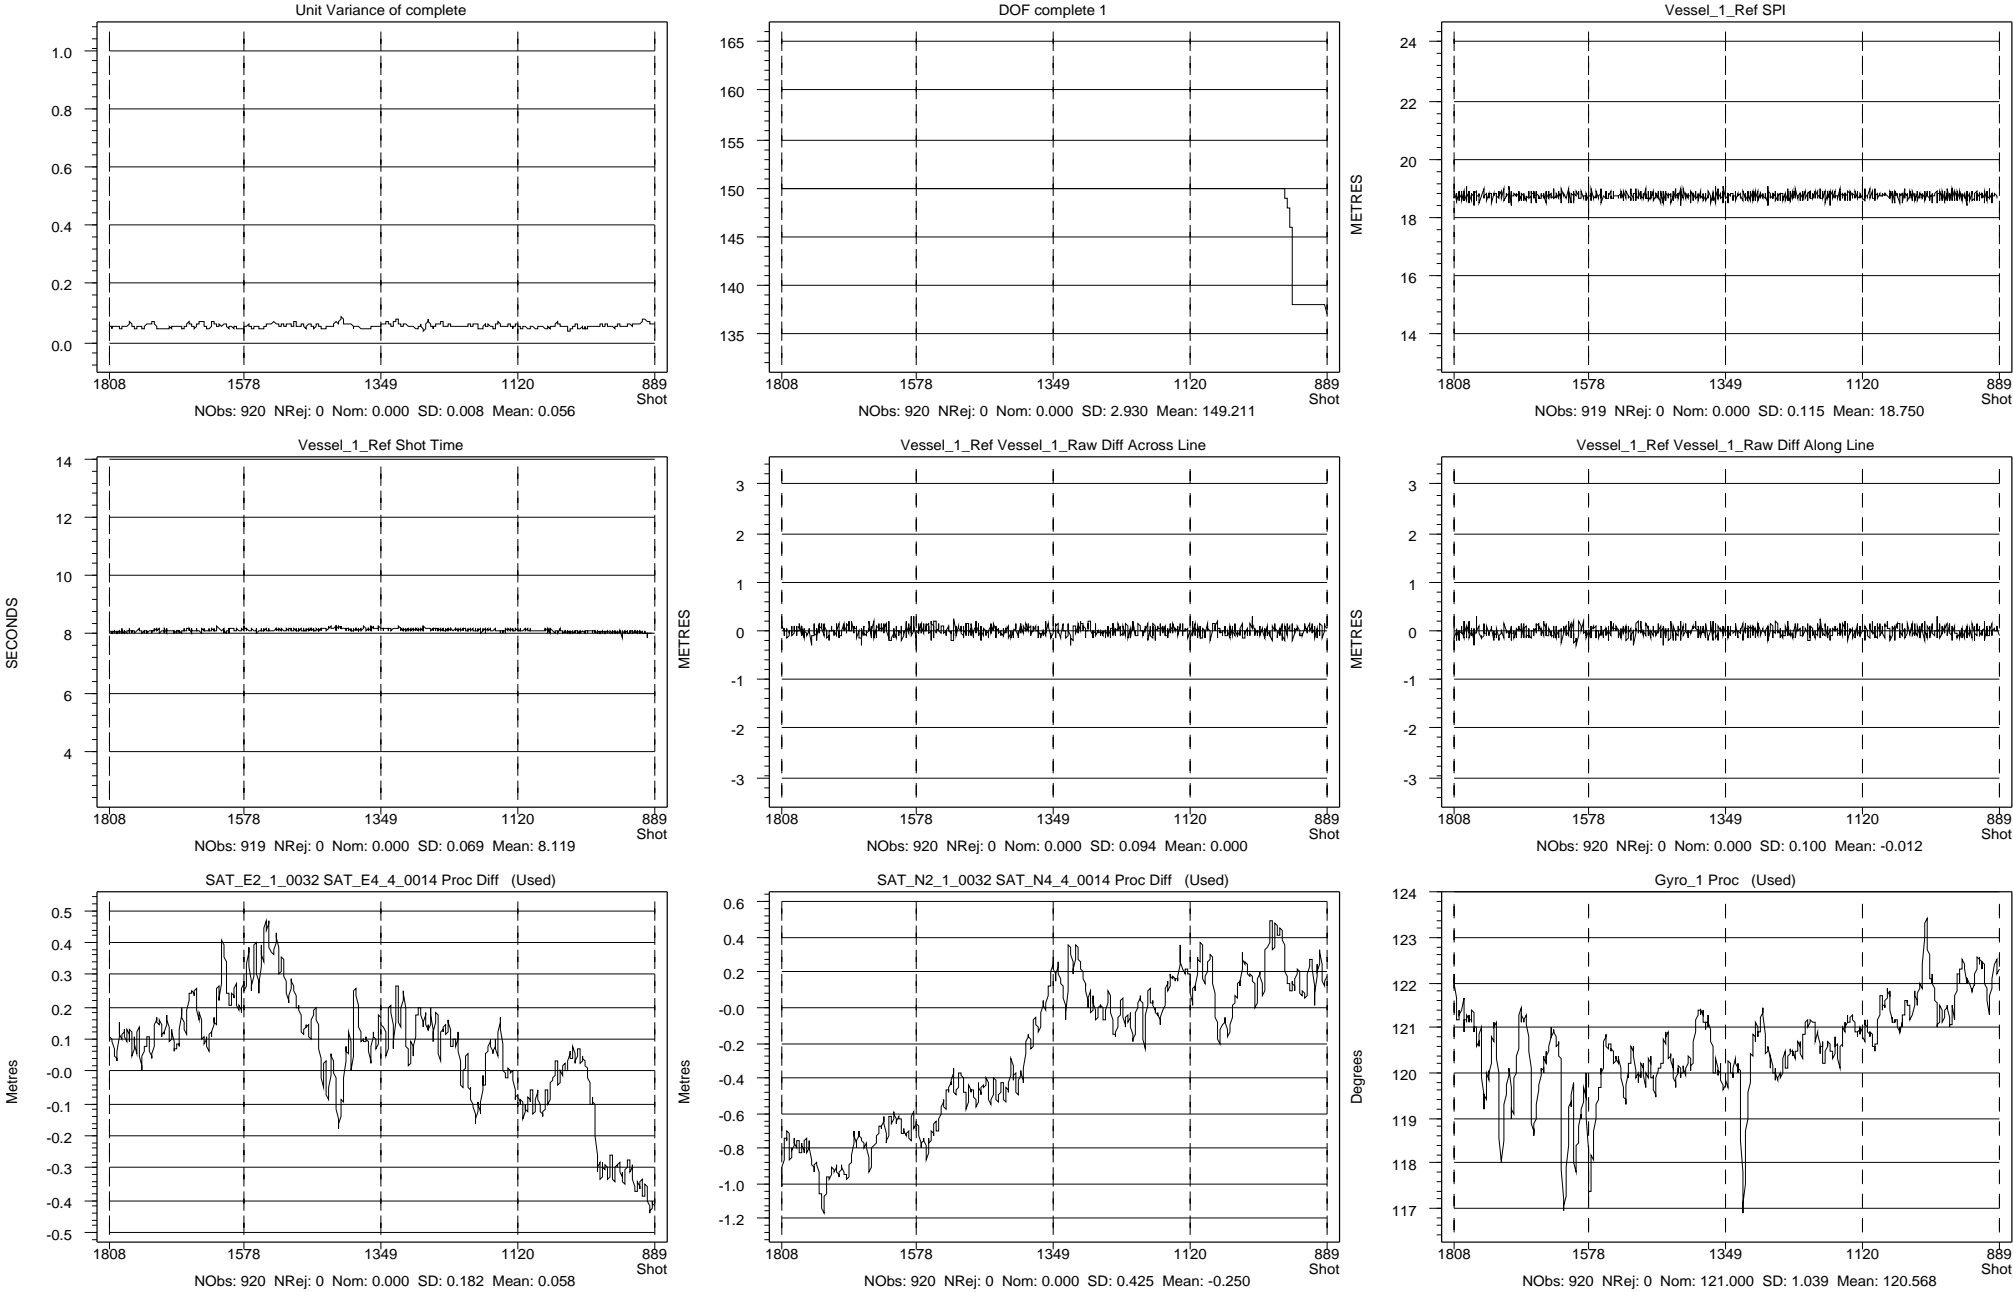 Unit Variance of complete
1.0
0.8
0.6
0.4
0.2
0.0
1808 1578 1349 1120 889
Shot
NObs: 920 NRej: 0 Nom: 0.000 SD: 0.008 Mean: 0.056
DOF complete 1
165
160
155
150
145
140
135
1808 1578 1349 1120 889
Shot
NObs: 920 NRej: 0 Nom: 0.000 SD: 2.930 Mean: 149.211
Vessel_1_Ref SPI
METRES
24
22
20
18
16
14
1808 1578 1349 1120 889
Shot
NObs: 919 NRej: 0 Nom: 0.000 SD: 0.115 Mean: 18.750
Vessel_1_Ref Shot Time
SECONDS
14
12
10
8
6
4
1808 1578 1349 1120 889
Shot
NObs: 919 NRej: 0 Nom: 0.000 SD: 0.069 Mean: 8.119
Vessel_1_Ref Vessel_1_Raw Diff Across Line
METRES
3
2
1
0
-1
-2
-3
1808 1578 1349 1120 889
Shot
NObs: 920 NRej: 0 Nom: 0.000 SD: 0.094 Mean: 0.000
Vessel_1_Ref Vessel_1_Raw Diff Along Line
METRES
3
2
1
0
-1
-2
-3
1808 1578 1349 1120 889
Shot
NObs: 920 NRej: 0 Nom: 0.000 SD: 0.100 Mean: -0.012
SAT_E2_1_0032 SAT_E4_4_0014 Proc Diff (Used)
Metres
0.5
0.4
0.3
0.2
0.1
-0.0
-0.1
-0.2
-0.3
-0.4
-0.5
1808 1578 1349 1120 889
Shot
NObs: 920 NRej: 0 Nom: 0.000 SD: 0.182 Mean: 0.058
SAT_N2_1_0032 SAT_N4_4_0014 Proc Diff (Used)
Metres
0.6
0.4
0.2
-0.0
-0.2
-0.4
-0.6
-0.8
-1.0
-1.2
1808 1578 1349 1120 889
Shot
NObs: 920 NRej: 0 Nom: 0.000 SD: 0.425 Mean: -0.250
Gyro_1 Proc (Used)
Degrees
124
123
122
121
120
119
118
117
1808 1578 1349 1120 889
Shot
NObs: 920 NRej: 0 Nom: 121.000 SD: 1.039 Mean: 120.568